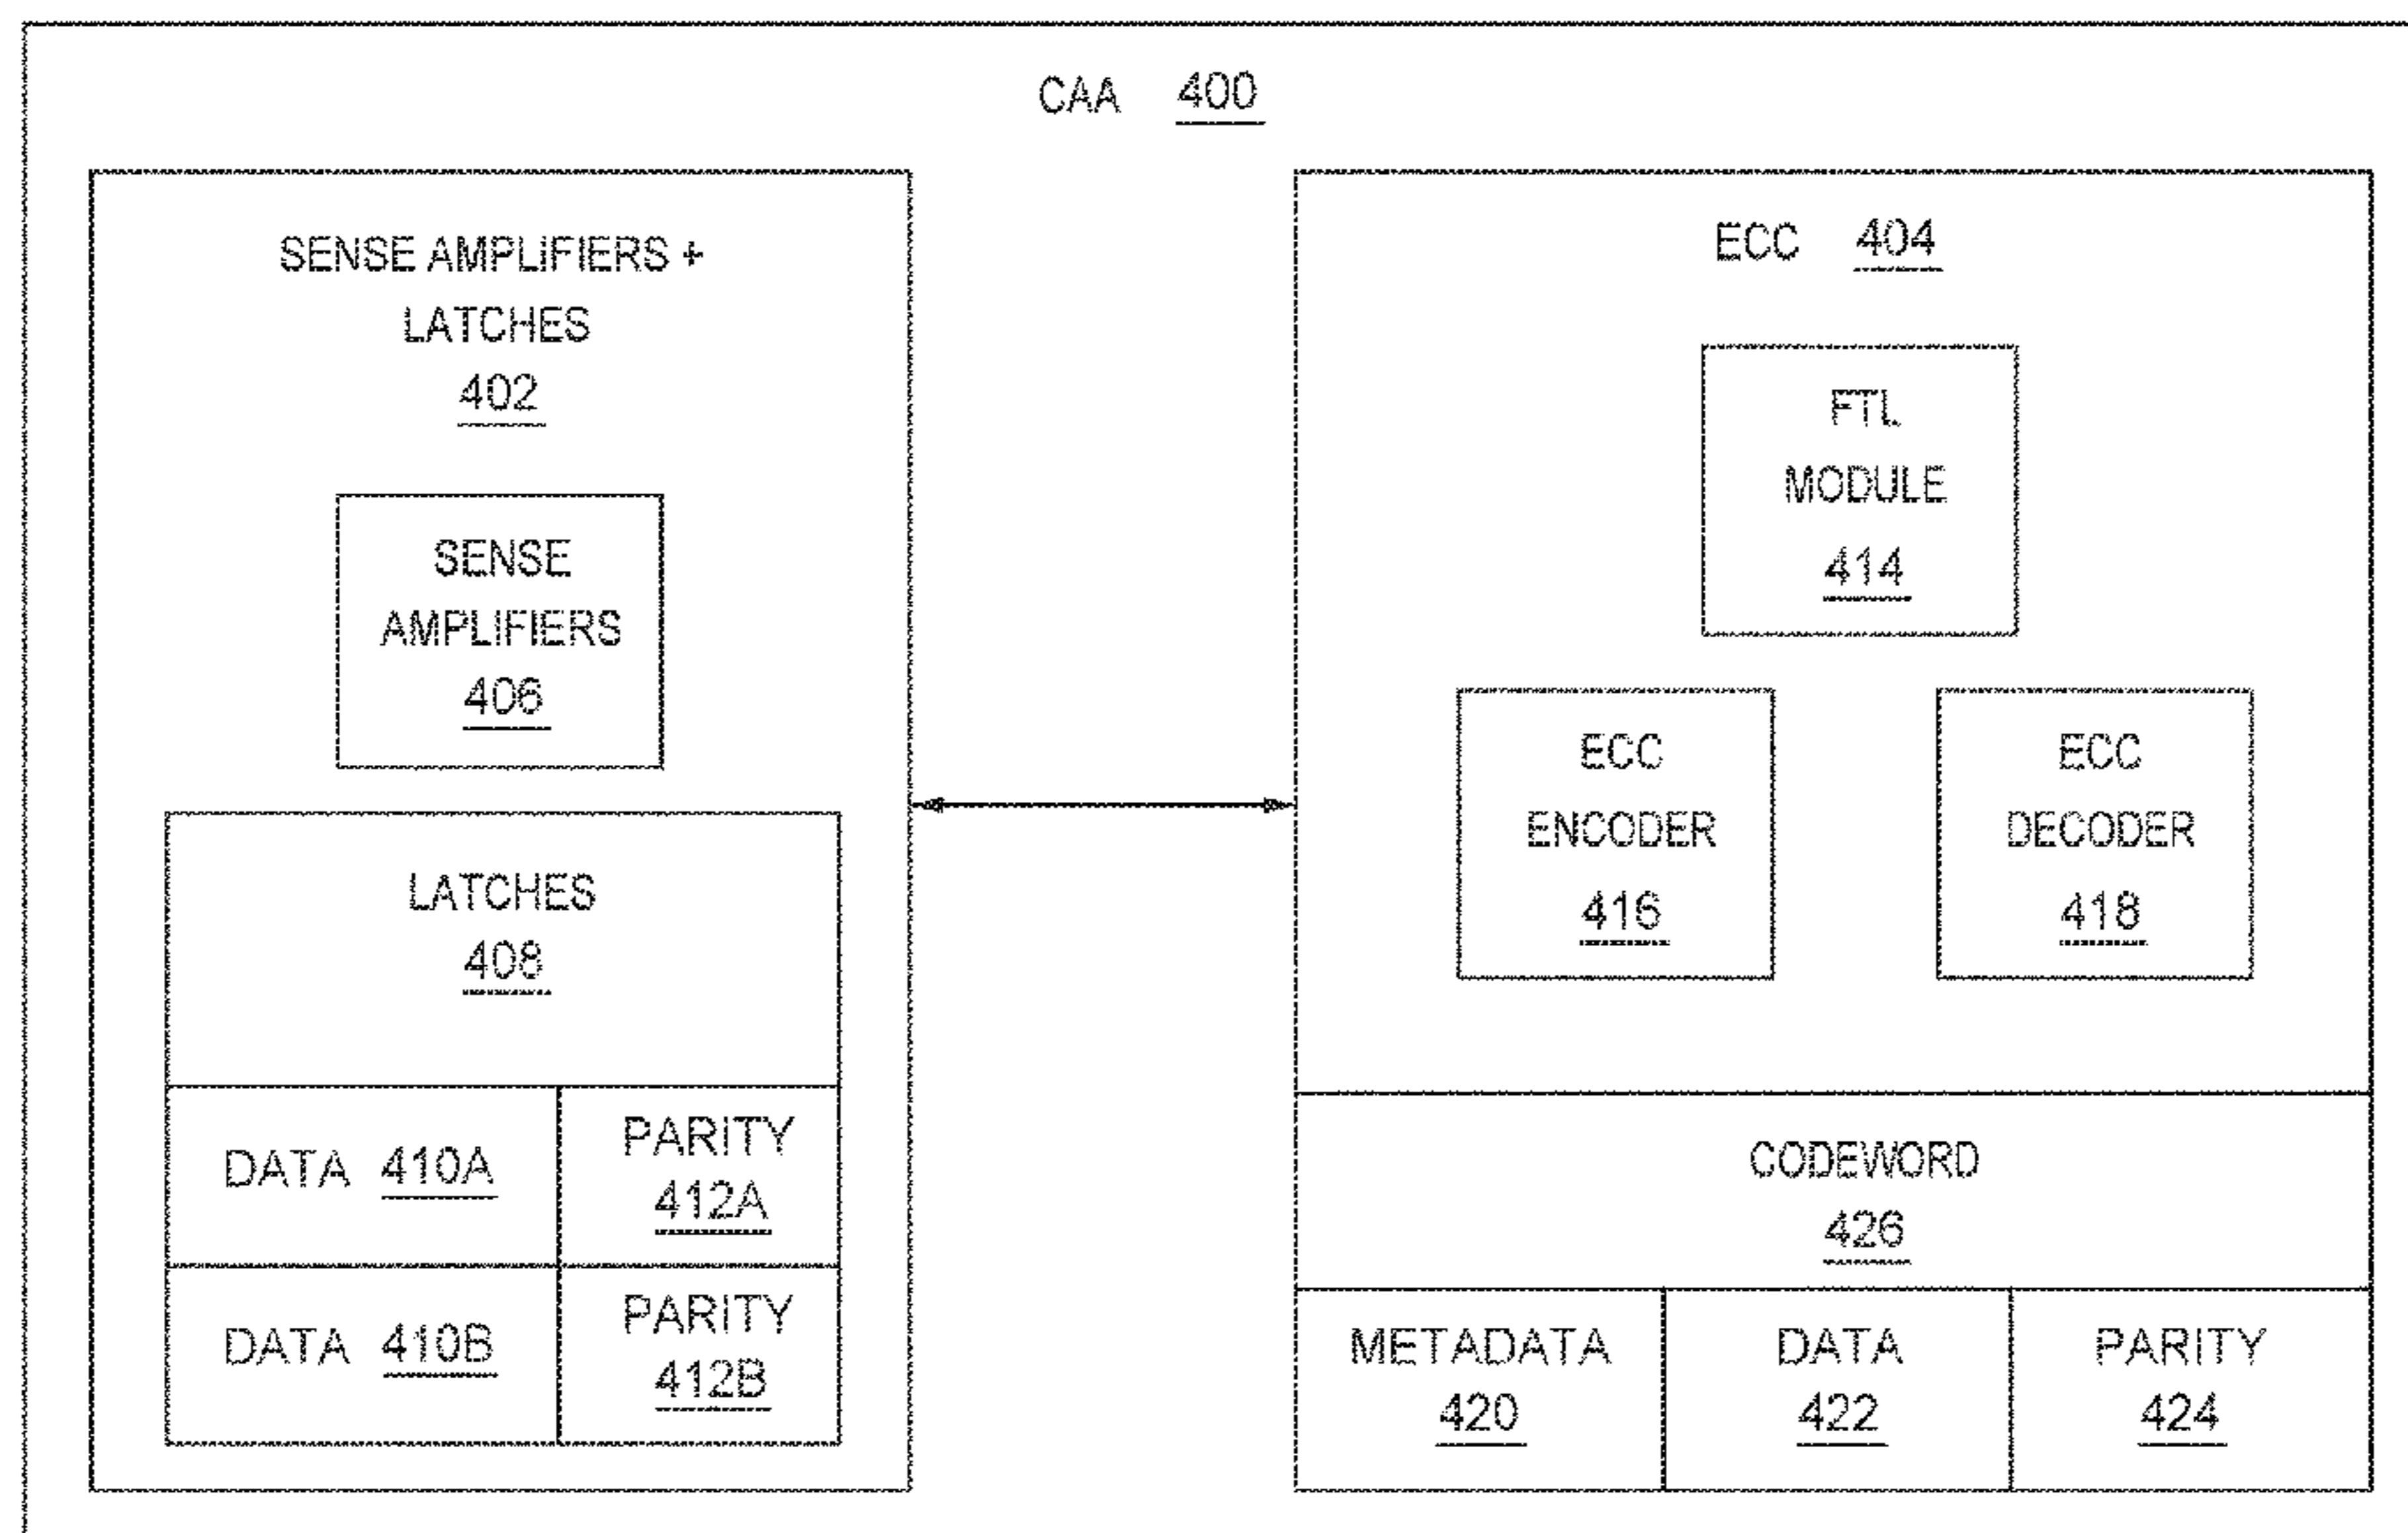 CAA 400
SENSE AMPLIFIERS +
LATCHES
402
SENSE
AMPLIFIERS
406
LATCHES
408
DATA 410A
PARITY
412A
DATA 410B
PARITY
412B
ECC 404
FTL
MODULE
414
ECC
ENCODER
416
ECC
DECODER
418
CODEWORD
426
METADATA
420
DATA
422
PARITY
424